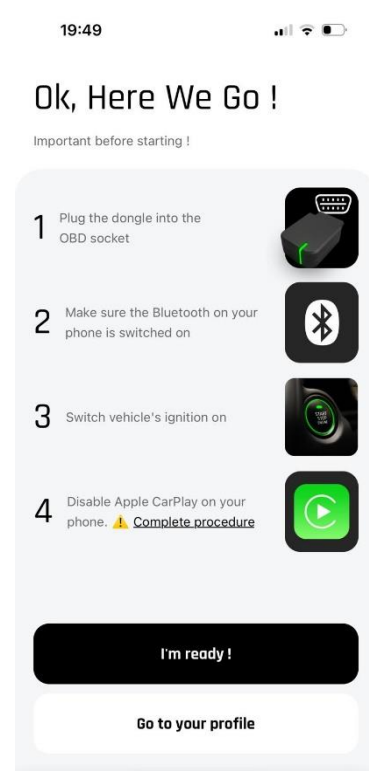 19:49
Ok, Here We Go !
Important before starting !
1
Plug the dongle into the
OBD socket
2
Make sure the Bluetooth on your
phone is switched on
3
Switch vehicle's ignition on
4
Disable Apple CarPlay on your
phone. ⚠️ Complete procedure
I'm ready !
Go to your profile